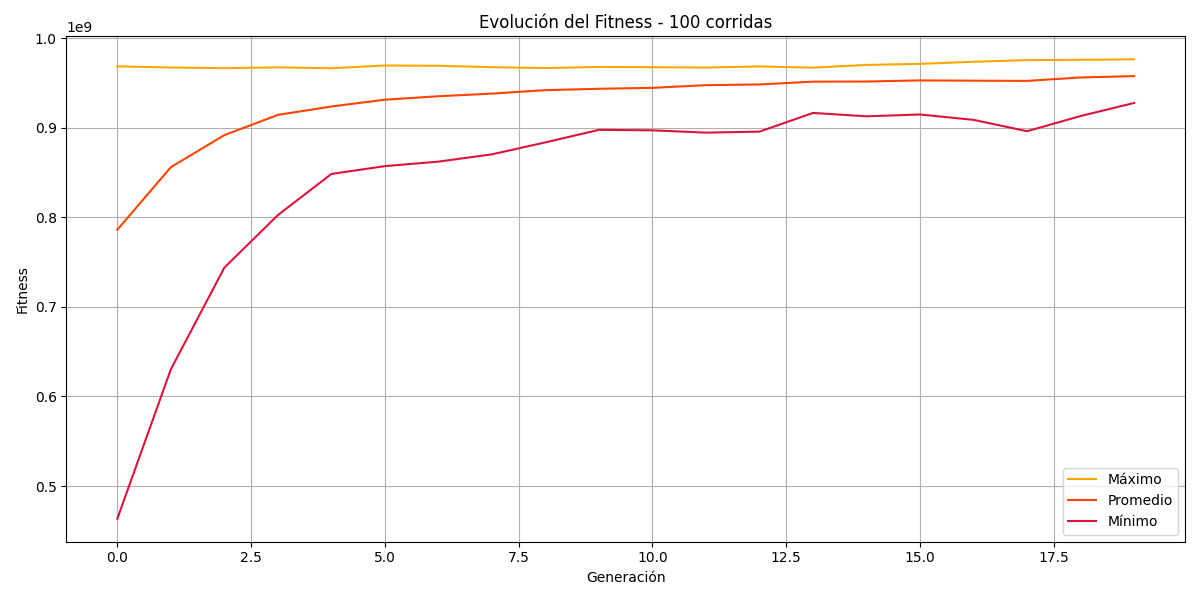 Evolución del Fitness - 100 corridas
1e9
1.0
0.9
0.8
0.7
0.6
0.5
Fitness
0.0 2.5 5.0 7.5 10.0 12.5 15.0 17.5
Generación
Máximo
Promedio
Mínimo